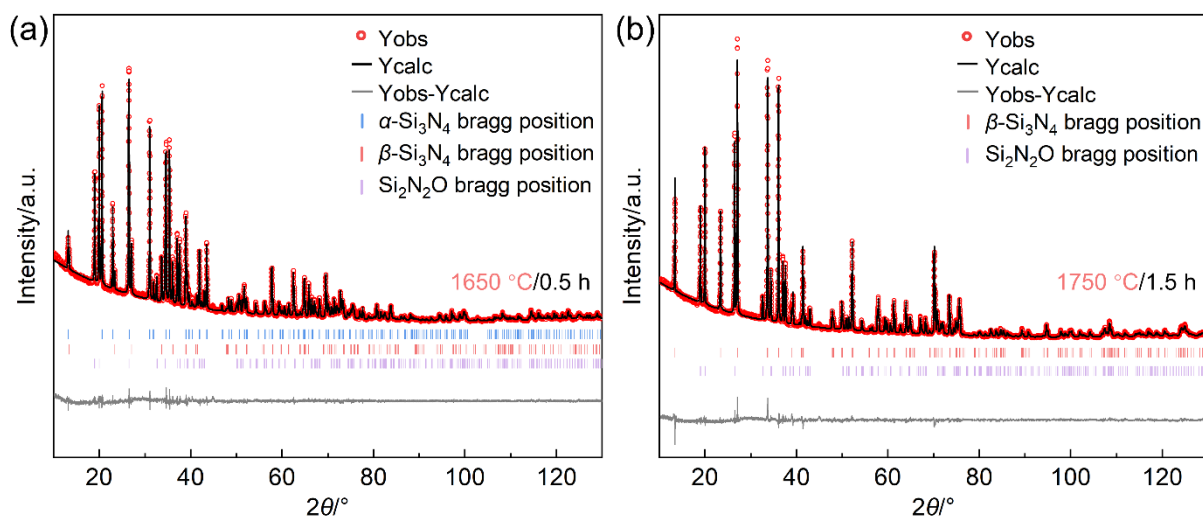 (a)
Yobs
Ycalc
Yobs-Ycalc
α-Si₃N₄ bragg position
β-Si₃N₄ bragg position
Si₂N₂O bragg position
1650 °C/0.5 h
Intensity/a.u.
20 40 60 80 100 120
2θ/°
(b)
Yobs
Ycalc
Yobs-Ycalc
β-Si₃N₄ bragg position
Si₂N₂O bragg position
1750 °C/1.5 h
Intensity/a.u.
20 40 60 80 100 120
2θ/°